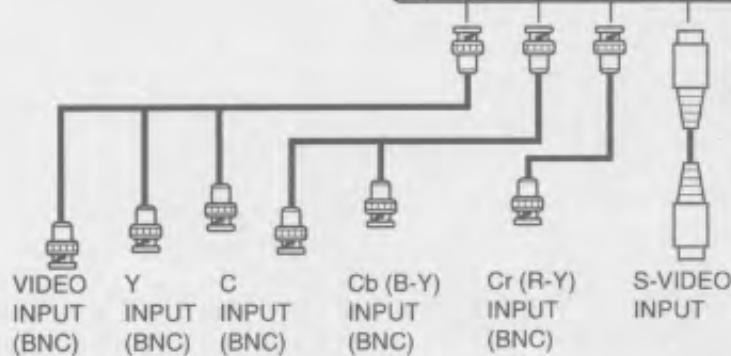 VIDEO
INPUT
(BNC)
Y
INPUT
(BNC)
C
INPUT
(BNC)
Cb (B-Y)
INPUT
(BNC)
Cr (R-Y)
INPUT
(BNC)
S-VIDEO
INPUT